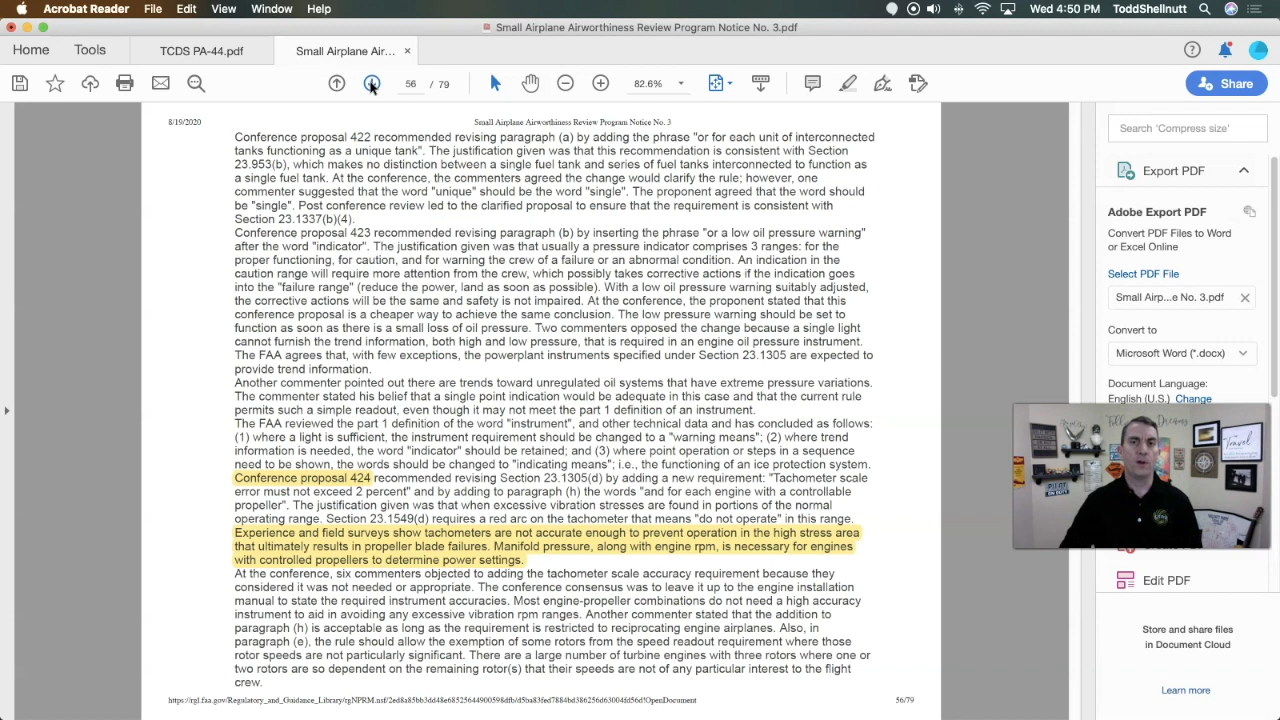 Acrobat Reader File Edit View Window Help Wed 4:50 PM ToddShellnutt
Small Airplane Airworthiness Review Program Notice No. 3.pdf
Home Tools TCDS PA-44.pdf Small Airplane Air... ×
56 / 79 82.6% Share
8/19/2020 Small Airplane Airworthiness Review Program Notice No. 3
Conference proposal 422 recommended revising paragraph (a) by adding the phrase "or for each unit of interconnected
tanks functioning as a unique tank". The justification given was that this recommendation is consistent with Section
23.953(b), which makes no distinction between a single fuel tank and series of fuel tanks interconnected to function as
a single fuel tank. At the conference, the commenters agreed the change would clarify the rule; however, one
commenter suggested that the word "unique" should be the word "single". The proponent agreed that the word should
be "single". Post conference review led to the clarified proposal to ensure that the requirement is consistent with
Section 23.1337(b)(4).
Conference proposal 423 recommended revising paragraph (b) by inserting the phrase "or a low oil pressure warning"
after the word "indicator". The justification given was that usually a pressure indicator comprises 3 ranges: for the
proper functioning, for caution, and for warning the crew of a failure or an abnormal condition. An indication in the
caution range will require more attention from the crew, which possibly takes corrective actions if the indication goes
into the "failure range" (reduce the power, land as soon as possible). With a low oil pressure warning suitably adjusted,
the corrective actions will be the same and safety is not impaired. At the conference, the proponent stated that this
conference proposal is a cheaper way to achieve the same conclusion. The low pressure warning should be set to
function as soon as there is a small loss of oil pressure. Two commenters opposed the change because a single light
cannot furnish the trend information, both high and low pressure, that is required in an engine oil pressure instrument.
The FAA agrees that, with few exceptions, the powerplant instruments specified under Section 23.1305 are expected to
provide trend information.
Another commenter pointed out there are trends toward unregulated oil systems that have extreme pressure variations.
The commenter stated his belief that a single point indication would be adequate in this case and that the current rule
permits such a simple readout, even though it may not meet the part 1 definition of an instrument.
The FAA reviewed the part 1 definition of the word "instrument", and other technical data and has concluded as follows:
(1) where a light is sufficient, the instrument requirement should be changed to a "warning means"; (2) where trend
information is needed, the word "indicator" should be retained; and (3) where point operation or steps in a sequence
need to be shown, the words should be changed to "indicating means"; i.e., the functioning of an ice protection system.
Conference proposal 424 recommended revising Section 23.1305(d) by adding a new requirement: "Tachometer scale
error must not exceed 2 percent" and by adding to paragraph (h) the words "and for each engine with a controllable
propeller". The justification given was that when excessive vibration stresses are found in portions of the normal
operating range. Section 23.1549(d) requires a red arc on the tachometer that means "do not operate" in this range.
Experience and field surveys show tachometers are not accurate enough to prevent operation in the high stress area
that ultimately results in propeller blade failures. Manifold pressure, along with engine rpm, is necessary for engines
with controlled propellers to determine power settings.
At the conference, six commenters objected to adding the tachometer scale accuracy requirement because they
considered it was not needed or appropriate. The conference consensus was to leave it up to the engine installation
manual to state the required instrument accuracies. Most engine-propeller combinations do not need a high accuracy
instrument to aid in avoiding any excessive vibration rpm ranges. Another commenter stated that the addition to
paragraph (h) is acceptable as long as the requirement is restricted to reciprocating engine airplanes. Also, in
paragraph (e), the rule should allow the exemption of some rotors from the speed readout requirement where those
rotor speeds are not particularly significant. There are a large number of turbine engines with three rotors where one or
two rotors are so dependent on the remaining rotor(s) that their speeds are not of any particular interest to the flight
crew.
https://rgl.faa.gov/Regulatory_and_Guidance_Library/rgNPRM.nsf/2ed8a85bb3dd48e68525644900598dfb/d5ba83fed7884bd386256d63004fd56d!OpenDocument 56/79
Search 'Compress size'
Export PDF
Adobe Export PDF
Convert PDF Files to Word
or Excel Online
Select PDF File
Small Airp...e No. 3.pdf
Convert to
Microsoft Word (*.docx)
Document Language:
English (U.S.) Change
Travel
PILOT
Edit PDF
Store and share files
in Document Cloud
Learn more